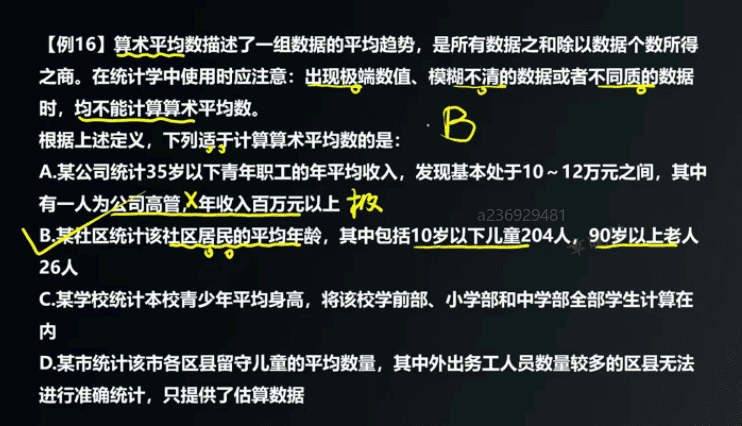 【例16】算术平均数描述了一组数据的平均趋势，是所有数据之和除以数据个数所得
之商。在统计学中使用时应注意：出现极端数值、模糊不清的数据或者不同质的数据
时，均不能计算算术平均数。
B
根据上述定义，下列适于计算算术平均数的是：
A.某公司统计35岁以下青年职工的年平均收入，发现基本处于10～12万元之间，其中
有一人为公司高管，年收入百万元以上 极
a236929481
B.某社区统计该社区居民的平均年龄，其中包括10岁以下儿童204人，90岁以上老人
26人
C.某学校统计本校青少年平均身高，将该校学前部、小学部和中学部全部学生计算在
内
D.某市统计该市各区县留守儿童的平均数量，其中外出务工人员数量较多的区县无法
进行准确统计，只提供了估算数据